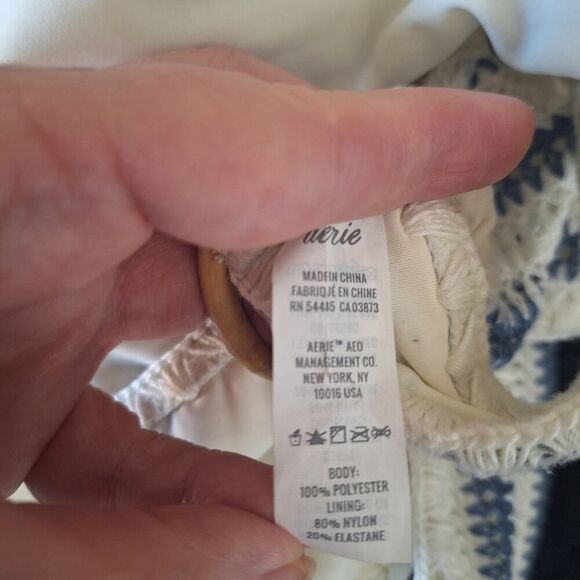 aerie
MADE IN CHINA
FABRIQUÉ EN CHINE
RN 54415 CA03873
AERIE™ AEO
MANAGEMENT CO.
NEW YORK, NY
10016 USA
BODY:
100% POLYESTER
LINING:
80% NYLON
20% ELASTANE